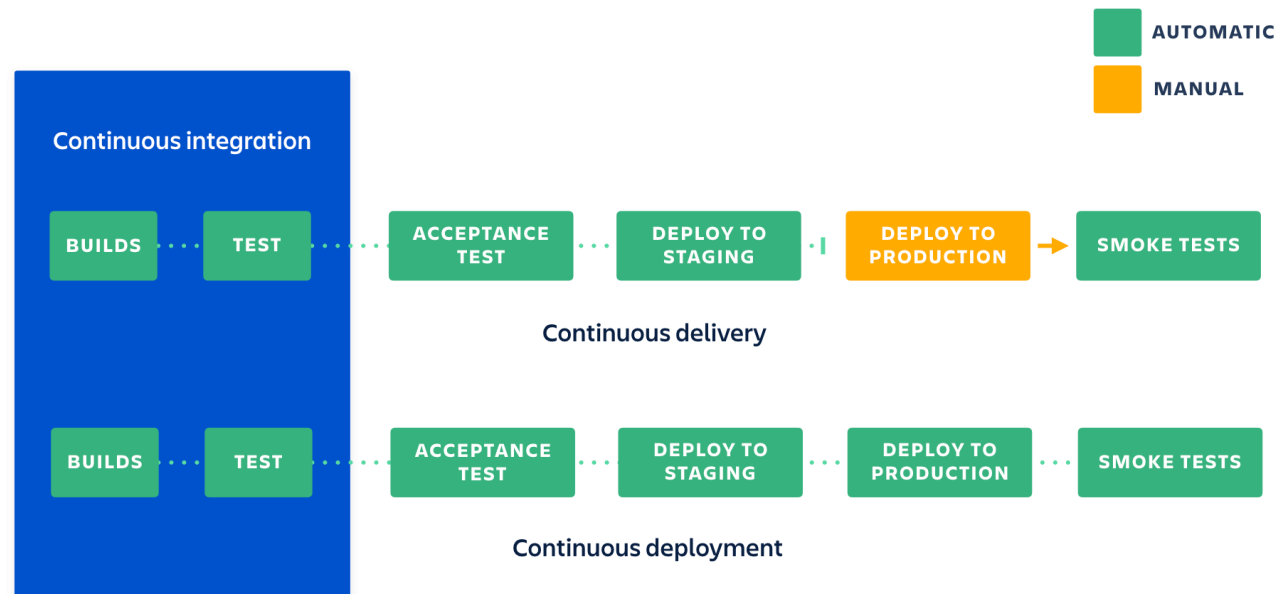 AUTOMATIC
MANUAL
Continuous integration
BUILDS
TEST
ACCEPTANCE
TEST
DEPLOY TO
STAGING
DEPLOY TO
PRODUCTION
SMOKE TESTS
Continuous delivery
BUILDS
TEST
ACCEPTANCE
TEST
DEPLOY TO
STAGING
DEPLOY TO
PRODUCTION
SMOKE TESTS
Continuous deployment